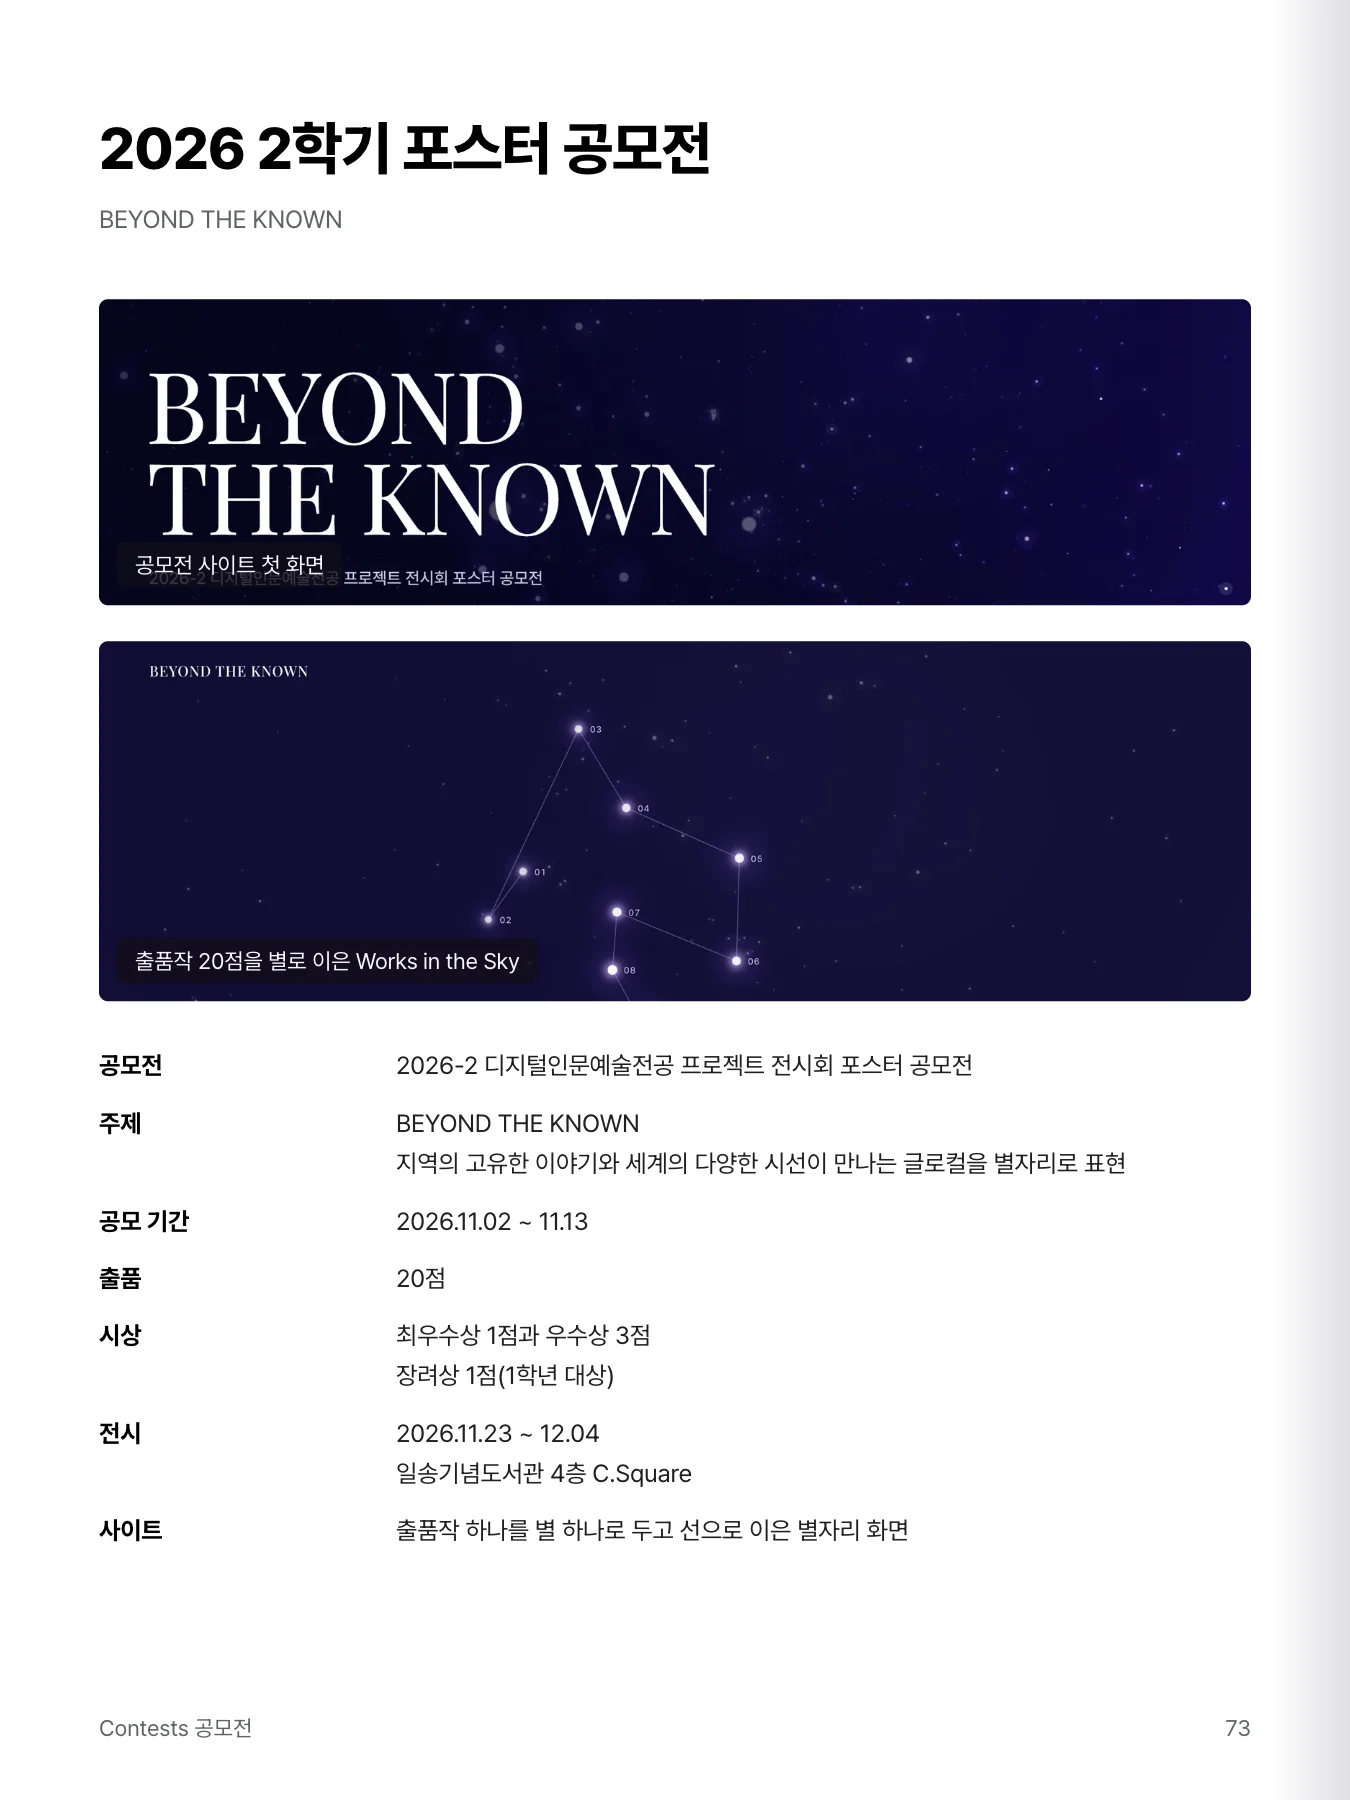 2026 2학기 포스터 공모전
BEYOND THE KNOWN
BEYOND
THE KNOWN
공모전 사이트 첫 화면
2026-2 디지털인문예술전공 프로젝트 전시회 포스터 공모전
BEYOND THE KNOWN
03
04
05
01
02
07
06
08
출품작 20점을 별로 이은 Works in the Sky
공모전 2026-2 디지털인문예술전공 프로젝트 전시회 포스터 공모전
주제 BEYOND THE KNOWN
지역의 고유한 이야기와 세계의 다양한 시선이 만나는 글로컬을 별자리로 표현
공모 기간 2026.11.02 ~ 11.13
출품 20점
시상 최우수상 1점과 우수상 3점
장려상 1점(1학년 대상)
전시 2026.11.23 ~ 12.04
일송기념도서관 4층 C.Square
사이트 출품작 하나를 별 하나로 두고 선으로 이은 별자리 화면
Contests 공모전
73